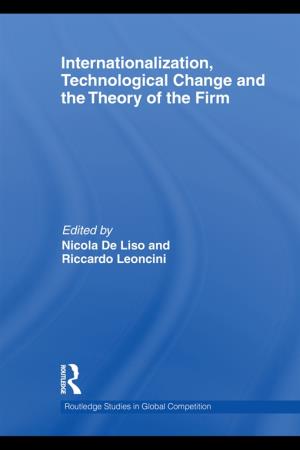 Internationalization,
Technological Change and
the Theory of the Firm
Edited by
Nicola De Liso and
Riccardo Leoncini
ROUTLEDGE
Routledge Studies in Global Competition